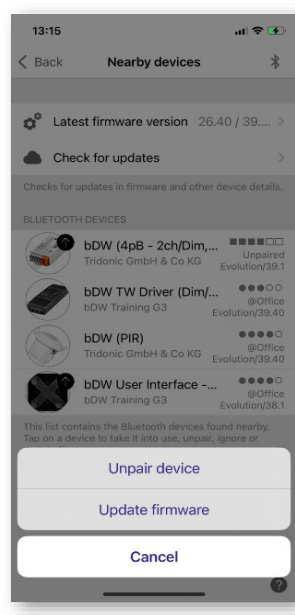 13:15
Back
Nearby devices
Latest firmware version 26.40 / 39....
Check for updates
Checks for updates in firmware and other device details.
BLUETOOTH DEVICES
bDW (4pB - 2ch/Dim,...
Tridonic GmbH & Co KG
Unpaired
Evolution/39.1
bDW TW Driver (Dim/...
bDW Training G3
@Office
Evolution/39.40
bDW (PIR)
Tridonic GmbH & Co KG
@Office
Evolution/39.40
bDW User Interface -...
bDW Training G3
@Office
Evolution/38.1
This list contains the Bluetooth devices found nearby.
Tap on a device to take it into use, unpair, ignore or
Unpair device
Update firmware
Cancel
?